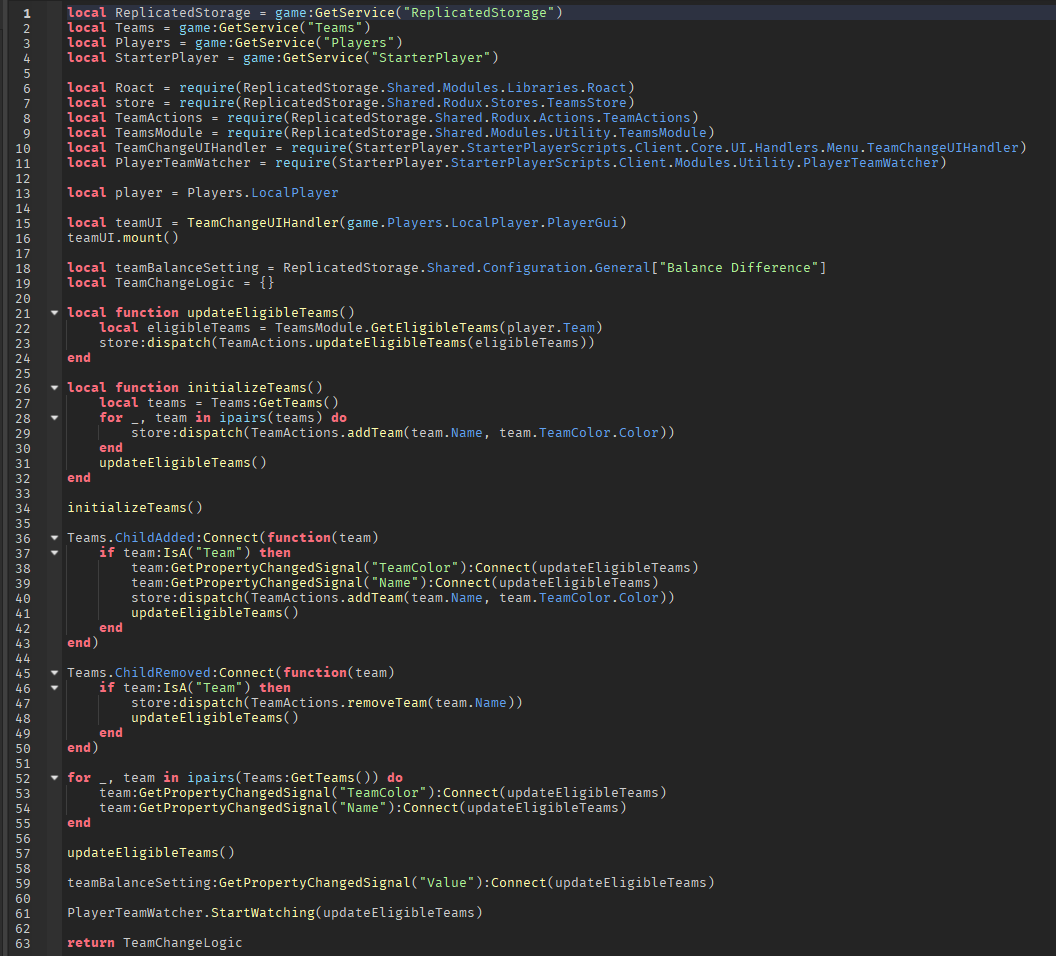 1 local ReplicatedStorage = game:GetService("ReplicatedStorage")
2 local Teams = game:GetService("Teams")
3 local Players = game:GetService("Players")
4 local StarterPlayer = game:GetService("StarterPlayer")
5
6 local Roact = require(ReplicatedStorage.Shared.Modules.Libraries.Roact)
7 local store = require(ReplicatedStorage.Shared.Rodux.Stores.TeamsStore)
8 local TeamActions = require(ReplicatedStorage.Shared.Rodux.Actions.TeamActions)
9 local TeamsModule = require(ReplicatedStorage.Shared.Modules.Utility.TeamsModule)
10 local TeamChangeUIHandler = require(StarterPlayer.StarterPlayerScripts.Client.Core.UI.Handlers.Menu.TeamChangeUIHandler)
11 local PlayerTeamWatcher = require(StarterPlayer.StarterPlayerScripts.Client.Modules.Utility.PlayerTeamWatcher)
12
13 local player = Players.LocalPlayer
14
15 local teamUI = TeamChangeUIHandler(game.Players.LocalPlayer.PlayerGui)
16 teamUI.mount()
17
18 local teamBalanceSetting = ReplicatedStorage.Shared.Configuration.General["Balance Difference"]
19 local TeamChangeLogic = {}
20
21 local function updateEligibleTeams()
22     local eligibleTeams = TeamsModule.GetEligibleTeams(player.Team)
23     store:dispatch(TeamActions.updateEligibleTeams(eligibleTeams))
24 end
25
26 local function initializeTeams()
27     local teams = Teams:GetTeams()
28     for _, team in ipairs(teams) do
29         store:dispatch(TeamActions.addTeam(team.Name, team.TeamColor.Color))
30     end
31     updateEligibleTeams()
32 end
33
34 initializeTeams()
35
36 Teams.ChildAdded:Connect(function(team)
37     if team:IsA("Team") then
38         team:GetPropertyChangedSignal("TeamColor"):Connect(updateEligibleTeams)
39         team:GetPropertyChangedSignal("Name"):Connect(updateEligibleTeams)
40         store:dispatch(TeamActions.addTeam(team.Name, team.TeamColor.Color))
41         updateEligibleTeams()
42     end
43 end)
44
45 Teams.ChildRemoved:Connect(function(team)
46     if team:IsA("Team") then
47         store:dispatch(TeamActions.removeTeam(team.Name))
48         updateEligibleTeams()
49     end
50 end)
51
52 for _, team in ipairs(Teams:GetTeams()) do
53     team:GetPropertyChangedSignal("TeamColor"):Connect(updateEligibleTeams)
54     team:GetPropertyChangedSignal("Name"):Connect(updateEligibleTeams)
55 end
56
57 updateEligibleTeams()
58
59 teamBalanceSetting:GetPropertyChangedSignal("Value"):Connect(updateEligibleTeams)
60
61 PlayerTeamWatcher.StartWatching(updateEligibleTeams)
62
63 return TeamChangeLogic